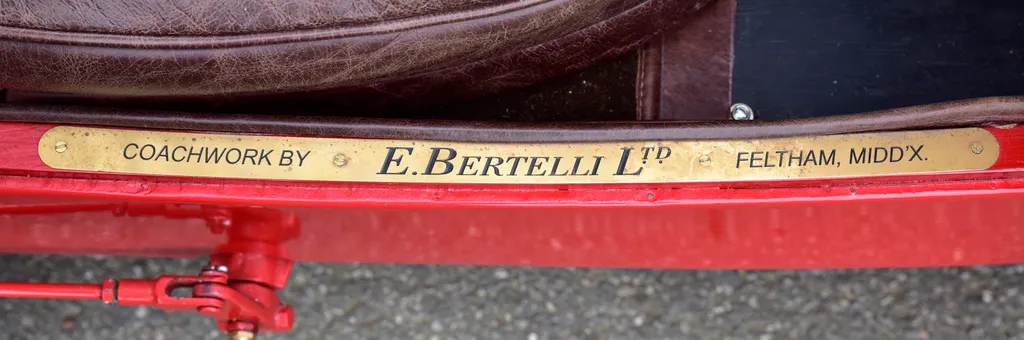 COACHWORK BY E.BERTELLI LTD FELTHAM, MIDD'X.